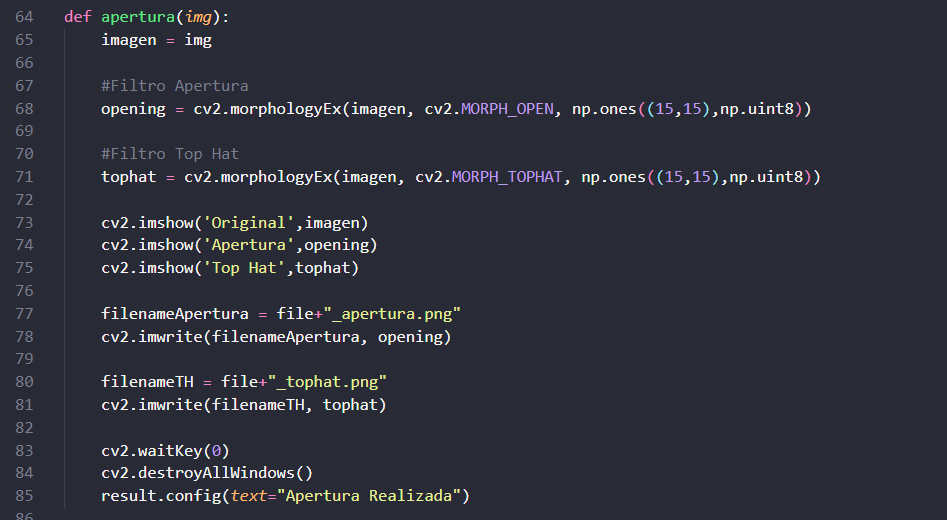 64 def apertura(img):
65 imagen = img
66
67 #Filtro Apertura
68 opening = cv2.morphologyEx(imagen, cv2.MORPH_OPEN, np.ones((15,15),np.uint8))
69
70 #Filtro Top Hat
71 tophat = cv2.morphologyEx(imagen, cv2.MORPH_TOPHAT, np.ones((15,15),np.uint8))
72
73 cv2.imshow('Original',imagen)
74 cv2.imshow('Apertura',opening)
75 cv2.imshow('Top Hat',tophat)
76
77 filenameApertura = file+"_apertura.png"
78 cv2.imwrite(filenameApertura, opening)
79
80 filenameTH = file+"_tophat.png"
81 cv2.imwrite(filenameTH, tophat)
82
83 cv2.waitKey(0)
84 cv2.destroyAllWindows()
85 result.config(text="Apertura Realizada")
86